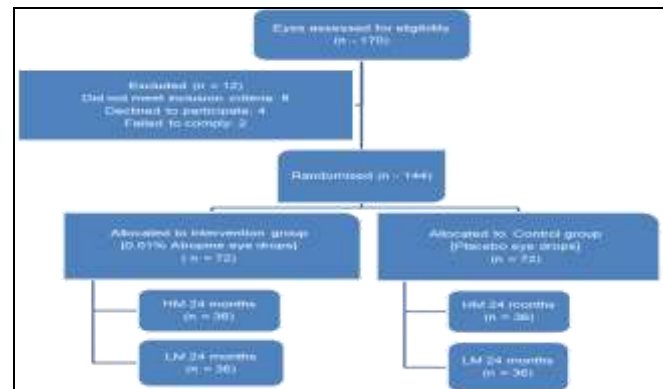 Eyes assessed for eligibility
(n - 170)
Excluded (n = 12)
Did not meet inclusion criteria: 6
Declined to participate: 4
Failed to comply: 2
Randomised (n - 144)
Allocated to Intervention group
(0.01% Atropine eye drops)
(n = 72)
Allocated to Control group
(Placebo eye drops)
(n = 72)
HM 24 months
(n = 36)
HM 24 months
(n = 36)
LM 24 months
(n = 36)
LM 24 months
(n = 36)